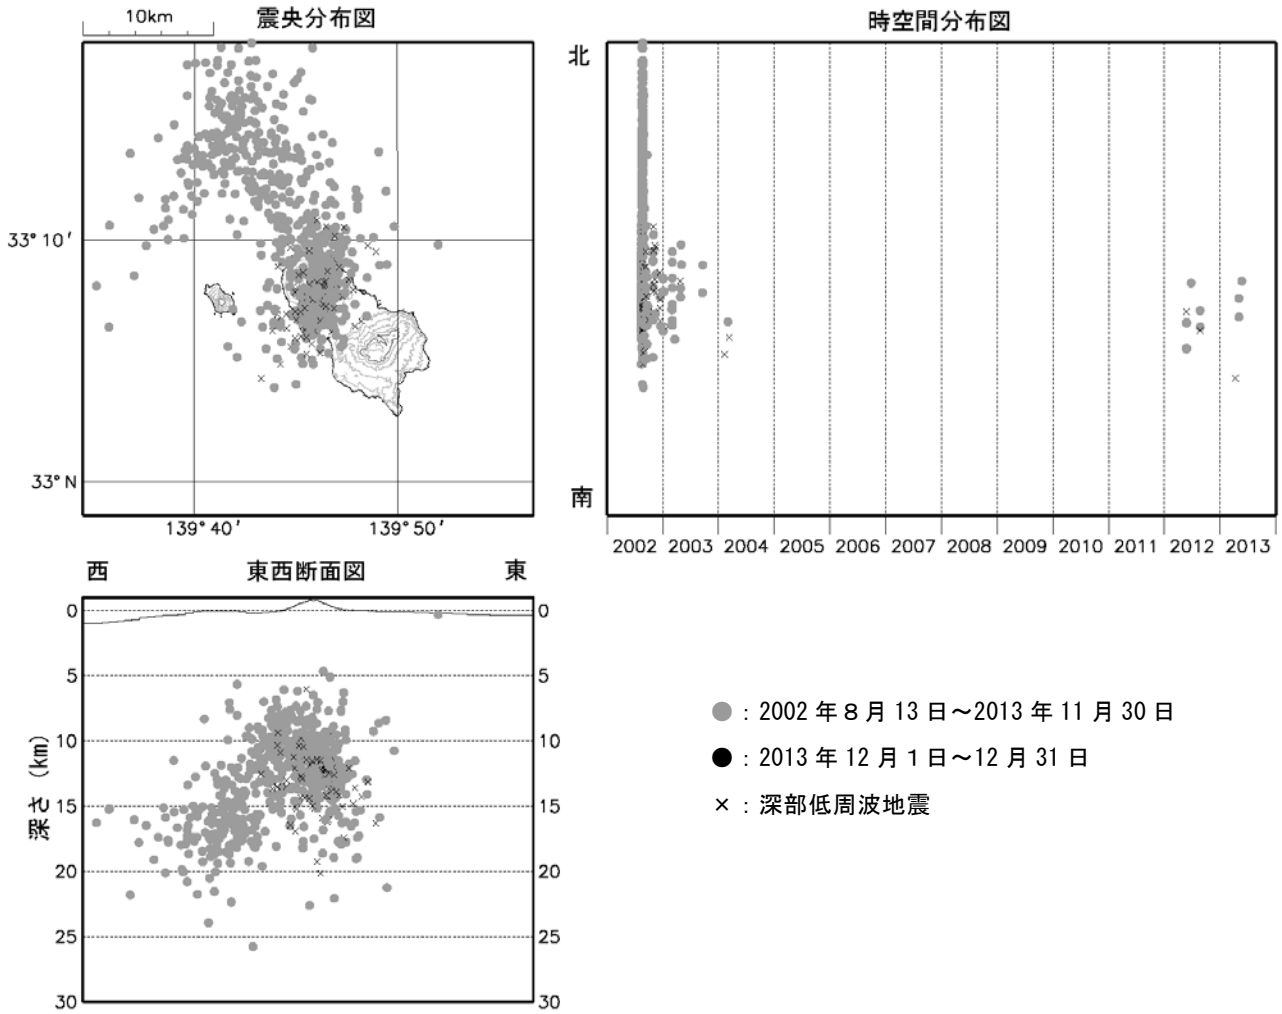 10km
震央分布図
33°10′
33°N
139°40′
139°50′
時空間分布図
北
南
2002 2003 2004 2005 2006 2007 2008 2009 2010 2011 2012 2013
西
東西断面図
東
深さ (km)
0
5
10
15
20
25
30
0
5
10
15
20
25
30
● : 2002 年８月 13 日～2013 年 11 月 30 日
● : 2013 年 12 月１日～12 月 31 日
× : 深部低周波地震